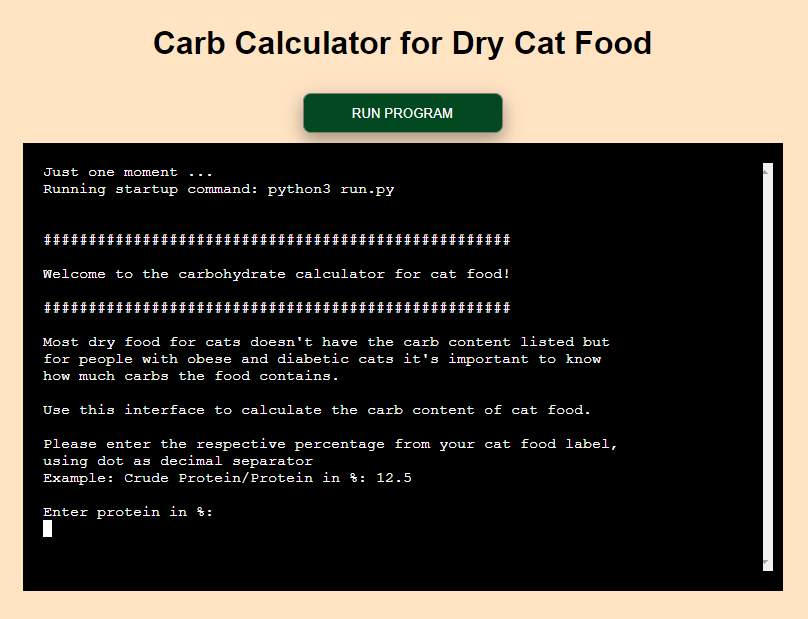 Carb Calculator for Dry Cat Food
RUN PROGRAM
Just one moment ...
Running startup command: python3 run.py
####################################################
Welcome to the carbohydrate calculator for cat food!
####################################################
Most dry food for cats doesn't have the carb content listed but
for people with obese and diabetic cats it's important to know
how much carbs the food contains.
Use this interface to calculate the carb content of cat food.
Please enter the respective percentage from your cat food label,
using dot as decimal separator
Example: Crude Protein/Protein in %: 12.5
Enter protein in %: